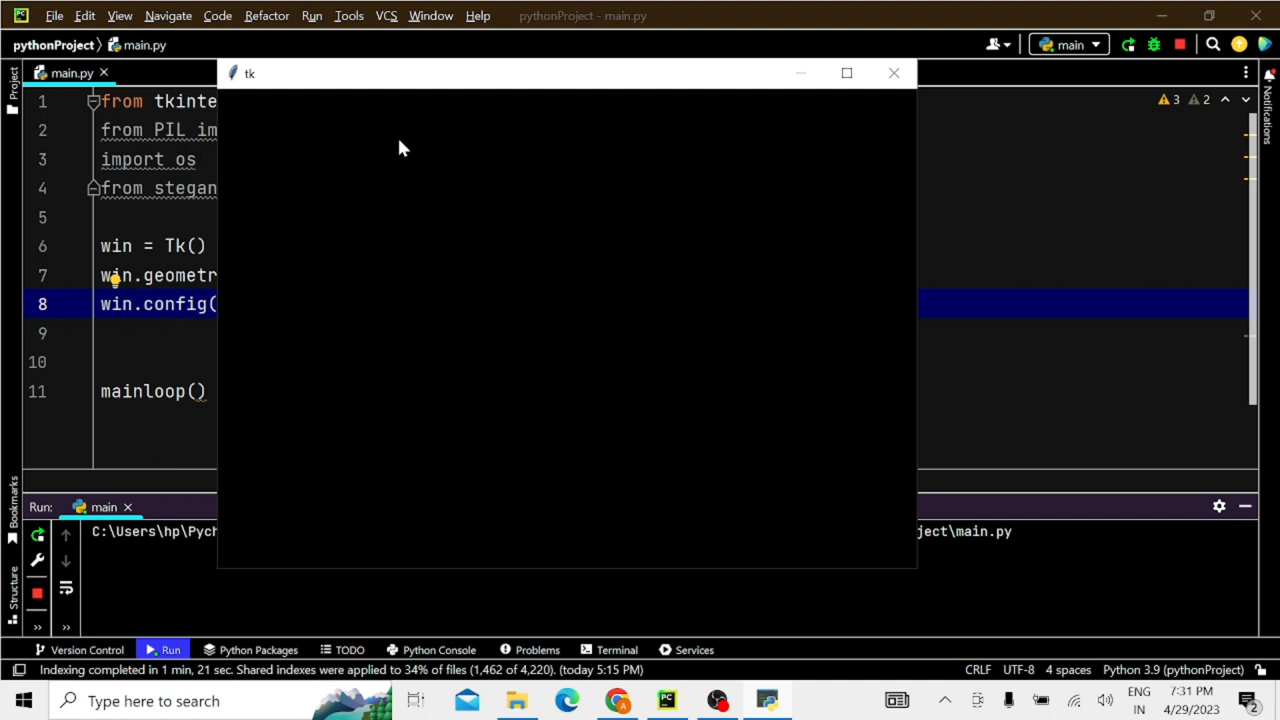 File Edit View Navigate Code Refactor Run Tools VCS Window Help pythonProject - main.py
pythonProject main.py main
main.py
tk
1 from tkinte
3 2
2 from PIL im
3 import os
4 from stegan
5
6 win = Tk()
7 win.geometr
8 win.config(
9
10
11 mainloop()
Project
Bookmarks
Structure
Notifications
Run: main
C:\Users\hp\Pych ject\main.py
Version Control Run Python Packages TODO Python Console Problems Terminal Services
Indexing completed in 1 min, 21 sec. Shared indexes were applied to 34% of files (1,462 of 4,220). (today 5:15 PM) CRLF UTF-8 4 spaces Python 3.9 (pythonProject)
Type here to search
ENG 7:31 PM
IN 4/29/2023 2